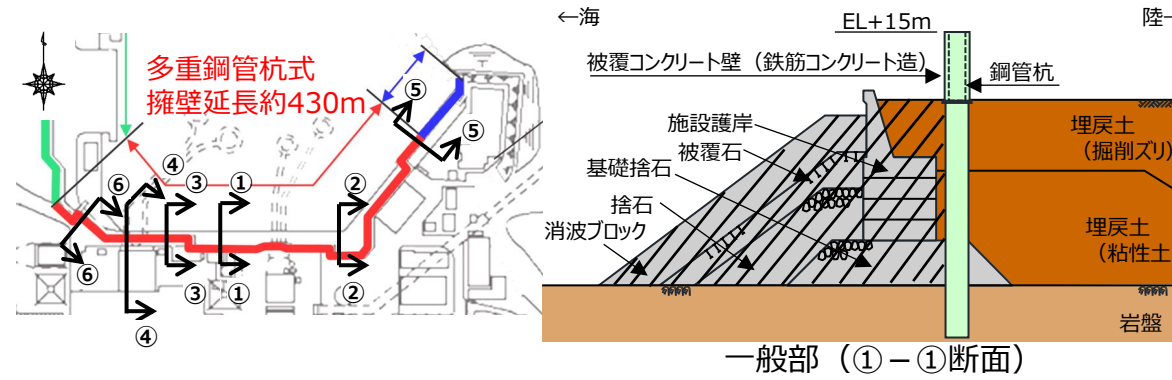 多重鋼管杭式
擁壁延長約430m
⑤
⑤
④
⑥
③
①
②
⑥
③
①
②
④
←海
陸→
EL+15m
被覆コンクリート壁（鉄筋コンクリート造）
鋼管杭
施設護岸
被覆石
基礎捨石
捨石
消波ブロック
埋戻土
（掘削ズリ）
埋戻土
（粘性土
岩盤
一般部（①－①断面）